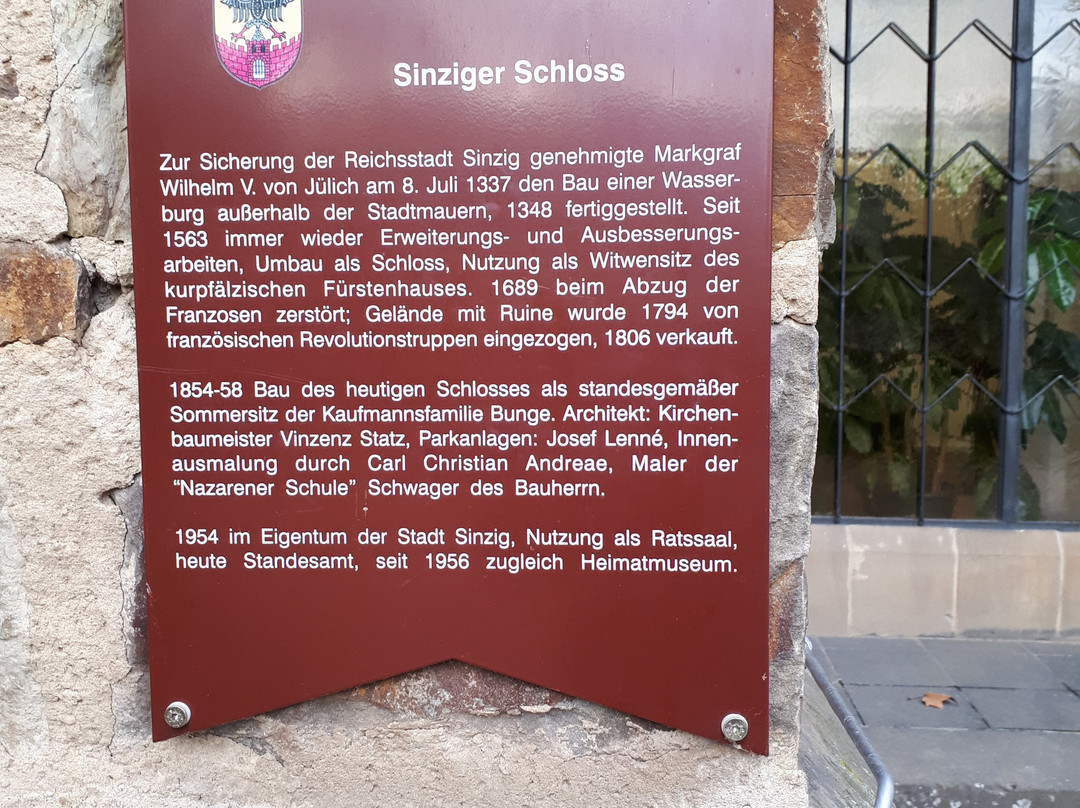 Sinziger Schloss
Zur Sicherung der Reichsstadt Sinzig genehmigte Markgraf
Wilhelm V. von Jülich am 8. Juli 1337 den Bau einer Wasser-
burg außerhalb der Stadtmauern, 1348 fertiggestellt. Seit
1563 immer wieder Erweiterungs- und Ausbesserungs-
arbeiten, Umbau als Schloss, Nutzung als Witwensitz des
kurpfälzischen Fürstenhauses. 1689 beim Abzug der
Franzosen zerstört; Gelände mit Ruine wurde 1794 von
französischen Revolutionstruppen eingezogen, 1806 verkauft.
1854-58 Bau des heutigen Schlosses als standesgemäßer
Sommersitz der Kaufmannsfamilie Bunge. Architekt: Kirchen-
baumeister Vinzenz Statz, Parkanlagen: Josef Lenné, Innen-
ausmalung durch Carl Christian Andreae, Maler der
“Nazarener Schule” Schwager des Bauherrn.
1954 im Eigentum der Stadt Sinzig, Nutzung als Ratssaal,
heute Standesamt, seit 1956 zugleich Heimatmuseum.